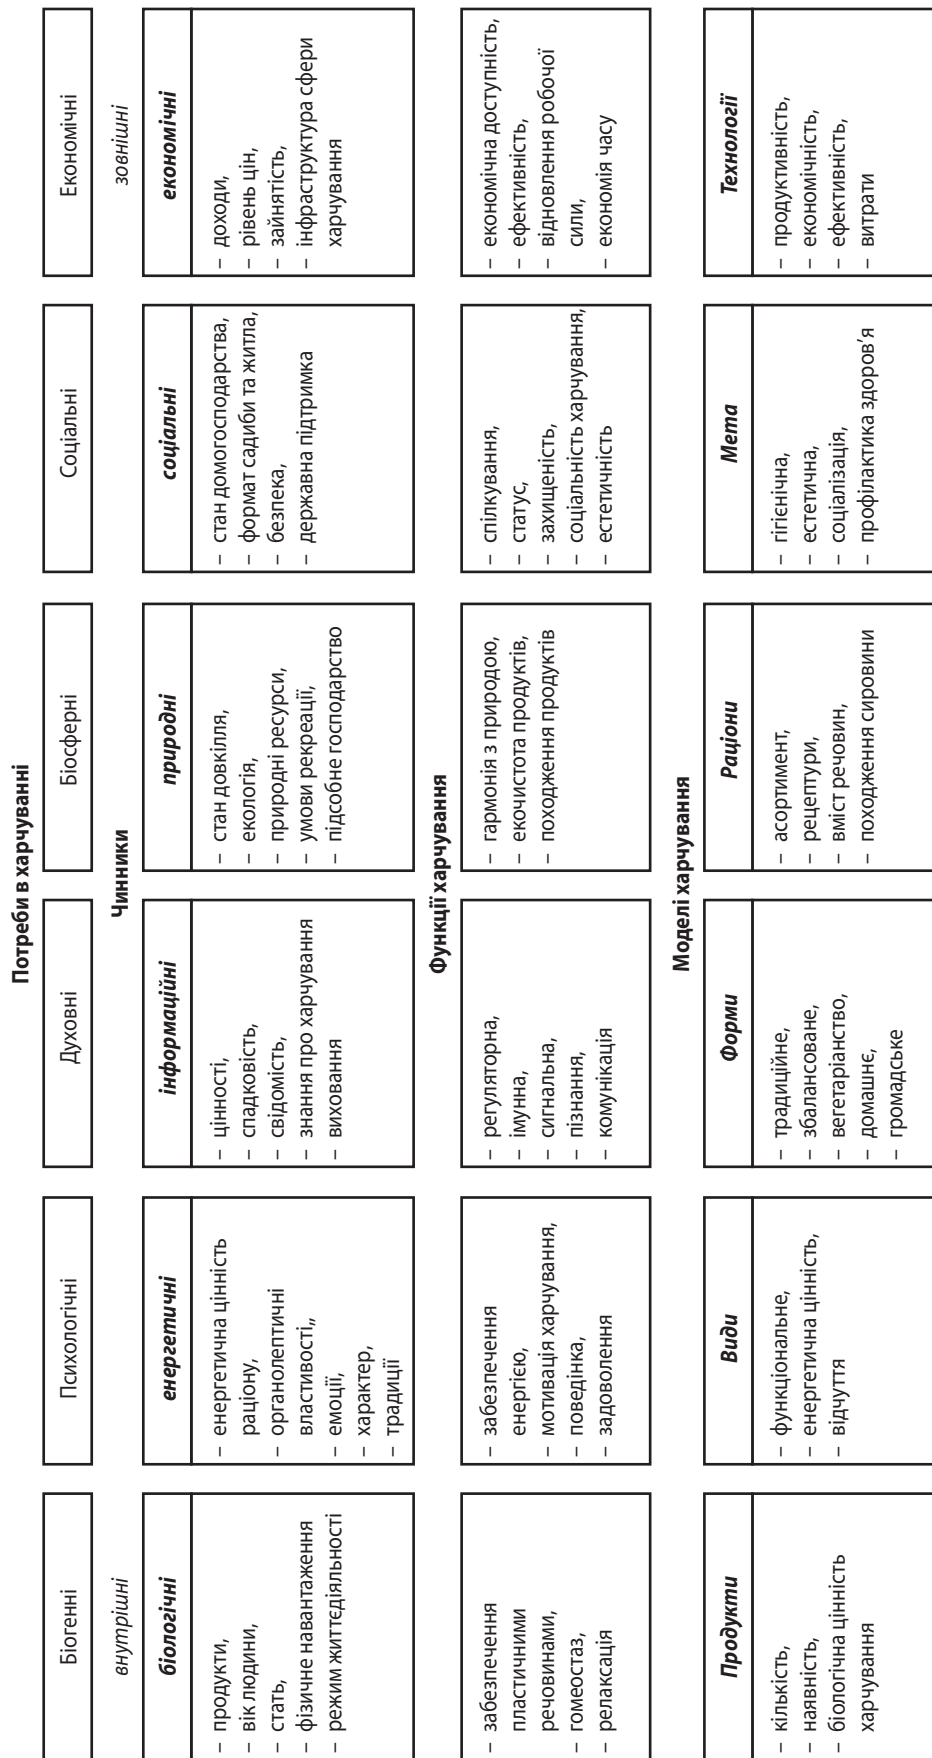 Потреби в харчуванні
Біогенні
Психологічні
Духовні
Біосферні
Соціальні
Економічні
Чинники
внутрішні
зовнішні
біологічні
– продукти,
– вік людини,
– стать,
– фізичне навантаження
– режим життєдіяльності
енергетичні
– енергетична цінність
раціону,
– органолептичні
властивості,,
– емоції,
– характер,
– традиції
інформаційні
– цінності,
– спадковість,
– свідомість,
– знання про харчування
– виховання
природні
– стан довкілля,
– екологія,
– природні ресурси,
– умови рекреації,
– підсобне господарство
соціальні
– стан домогосподарства,
– формат садиби та житла,
– безпека,
– державна підтримка
економічні
– доходи,
– рівень цін,
– зайнятість,
– інфраструктура сфери
харчування
Функції харчування
– забезпечення
пластичними
речовинами,
– гомеостаз,
– релаксація
– забезпечення
енергією,
– мотивація харчування,
– поведінка,
– задоволення
– регуляторна,
– імунна,
– сигнальна,
– пізнання,
– комунікація
– гармонія з природою,
– екочистота продуктів,
– походження продуктів
– спілкування,
– статус,
– захищеність,
– соціальність харчування,
– естетичність
– економічна доступність,
– ефективність,
– відновлення робочої
сили,
– економія часу
Моделі харчування
Продукти
– кількість,
– наявність,
– біологічна цінність
харчування
Види
– функціональне,
– енергетична цінність,
– відчуття
Форми
– традиційне,
– збалансоване,
– вегетаріанство,
– домашнє,
– громадське
Раціони
– асортимент,
– рецептури,
– вміст речовин,
– походження сировини
Мета
– гігієнічна,
– естетична,
– соціалізація,
– профілактика здоров'я
Технології
– продуктивність,
– економічність,
– ефективність,
– витрати